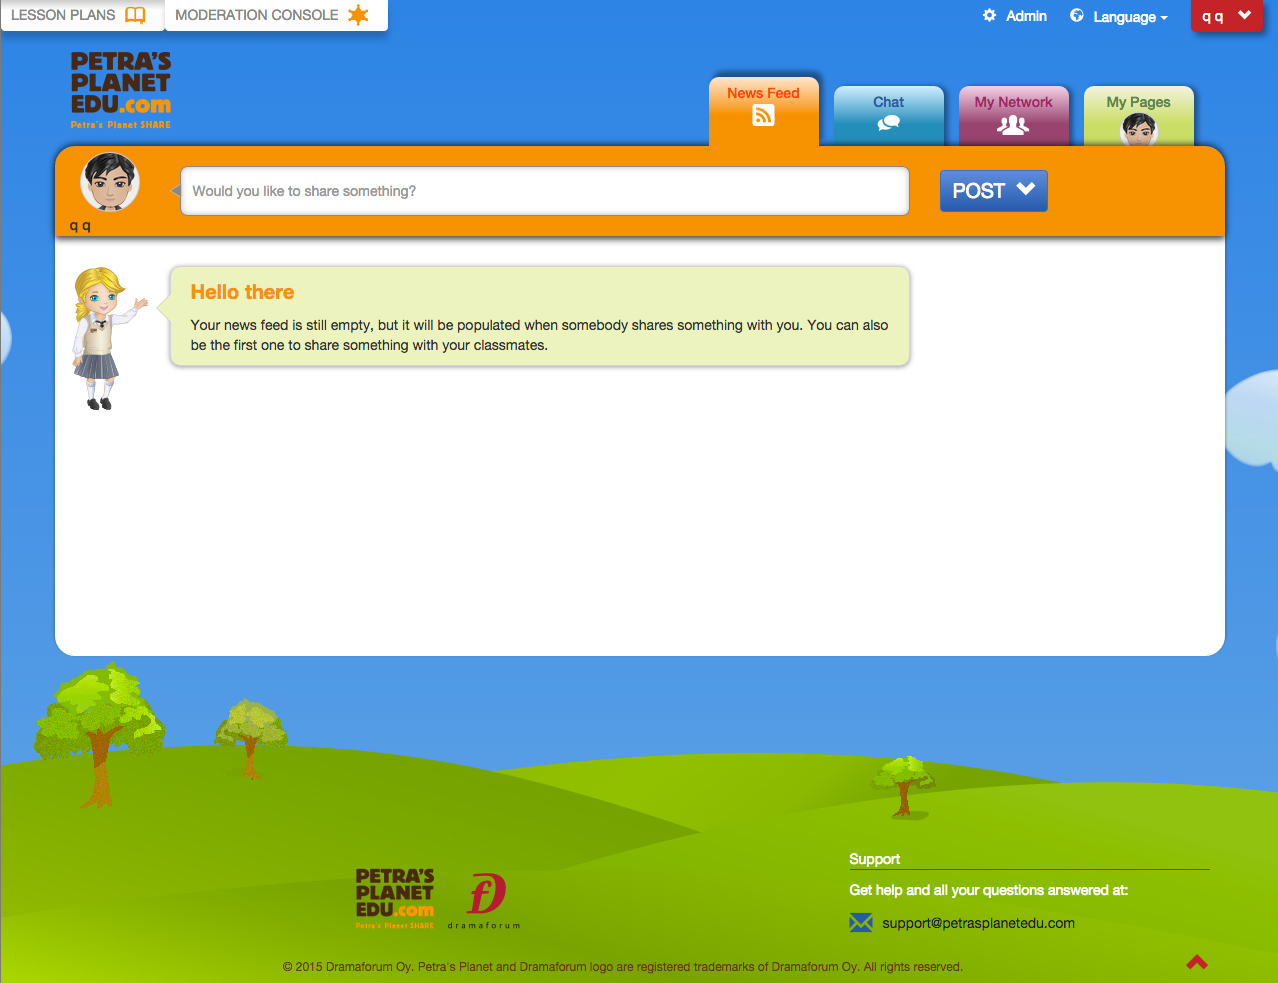 LESSON PLANS
MODERATION CONSOLE
Admin
Language
q q
PETRA'S
PLANET
EDU.com
Petra's Planet SHARE
News Feed
Chat
My Network
My Pages
Would you like to share something?
POST
q q
Hello there
Your news feed is still empty, but it will be populated when somebody shares something with you. You can also
be the first one to share something with your classmates.
Support
Get help and all your questions answered at:
support@petrasplanetedu.com
PETRA'S
PLANET
EDU.com
Petra's Planet SHARE
dramaforum
© 2015 Dramaforum Oy. Petra's Planet and Dramaforum logo are registered trademarks of Dramaforum Oy. All rights reserved.